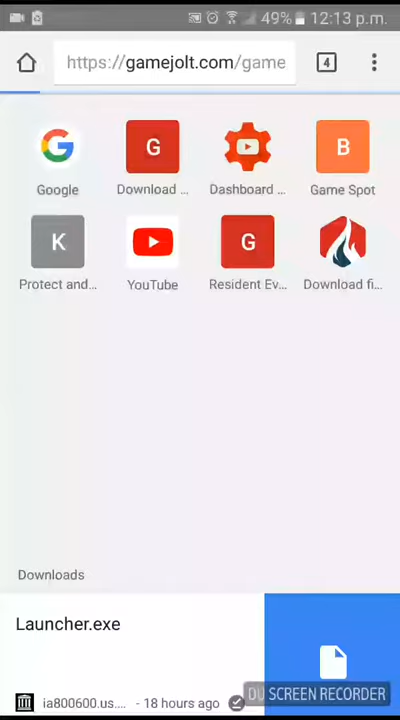 49% 12:13 p.m.
https://gamejolt.com/game
4
G
B
Google
Download ...
Dashboard ...
Game Spot
K
G
Protect and...
YouTube
Resident Ev...
Download fi...
Downloads
Launcher.exe
ia800600.us.... - 18 hours ago
DU SCREEN RECORDER